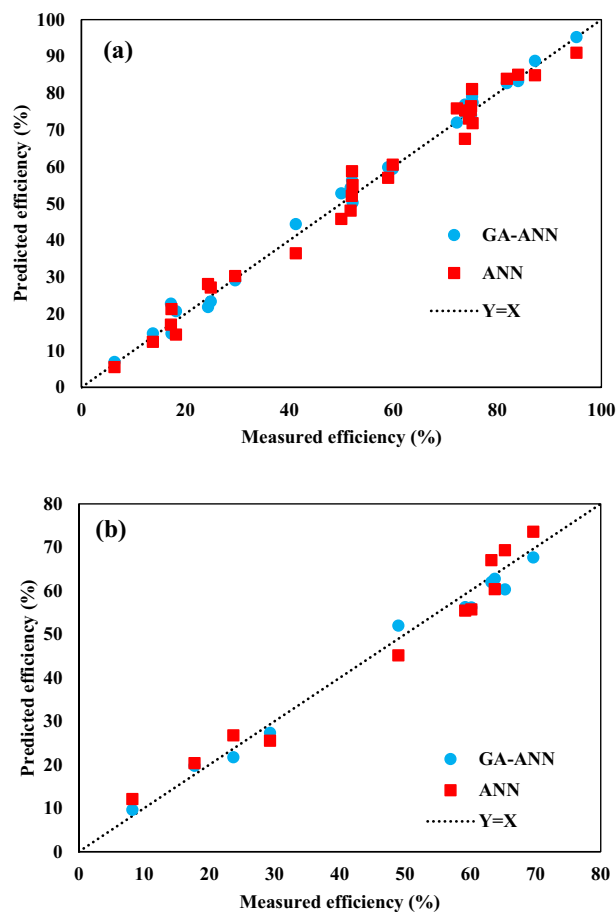 (a)
Predicted efficiency (%)
100
90
80
70
60
50
40
30
20
10
0
GA-ANN
ANN
Y=X
0 20 40 60 80 100
Measured efficiency (%)
(b)
Predicted efficiency (%)
80
70
60
50
40
30
20
10
0
GA-ANN
ANN
Y=X
0 10 20 30 40 50 60 70 80
Measured efficiency (%)